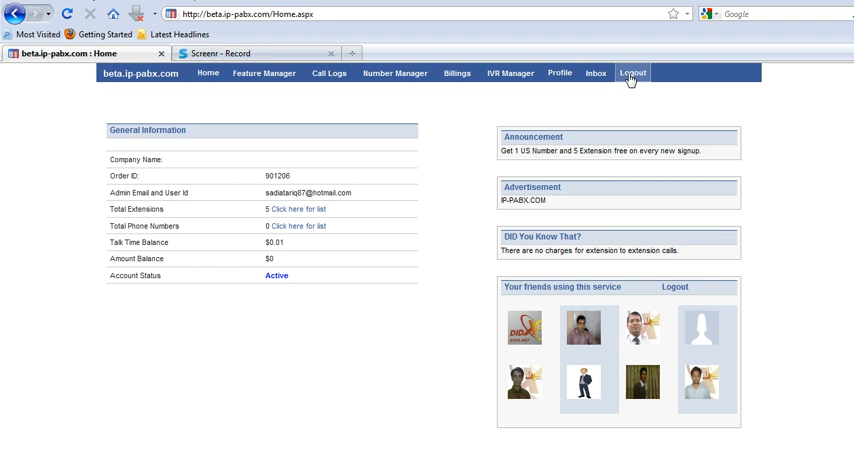 http://beta.ip-pabx.com/Home.aspx
Google
Most Visited Getting Started Latest Headlines
beta.ip-pabx.com : Home
Screenr - Record
beta.ip-pabx.com Home Feature Manager Call Logs Number Manager Billings IVR Manager Profile Inbox Logout
General Information
Company Name:
Order ID: 901206
Admin Email and User Id sadiatariq87@hotmail.com
Total Extensions 5 Click here for list
Total Phone Numbers 0 Click here for list
Talk Time Balance $0.01
Amount Balance $0
Account Status Active
Announcement
Get 1 US Number and 5 Extension free on every new signup.
Advertisement
IP-PABX.COM
DID You Know That?
There are no charges for extension to extension calls.
Your friends using this service Logout
DIDX